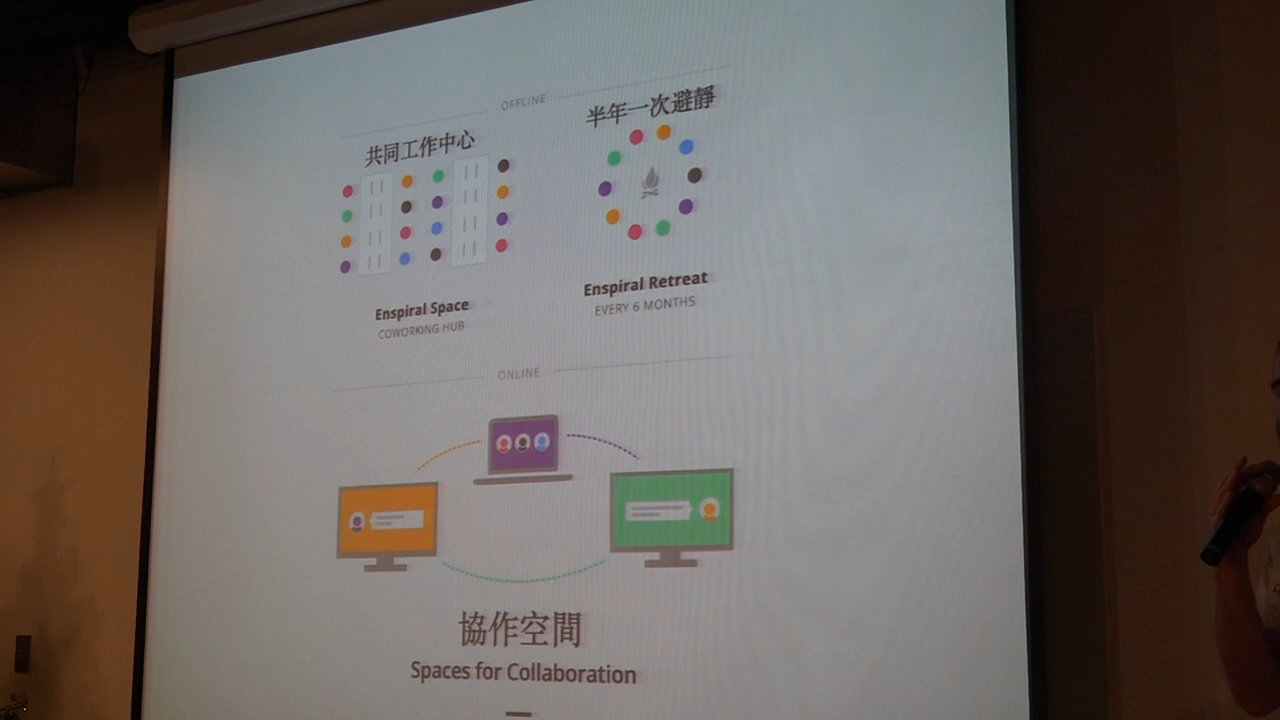 OFFLINE
共同工作中心
半年一次避靜
Enspiral Space
COWORKING HUB
Enspiral Retreat
EVERY 6 MONTHS
ONLINE
協作空間
Spaces for Collaboration